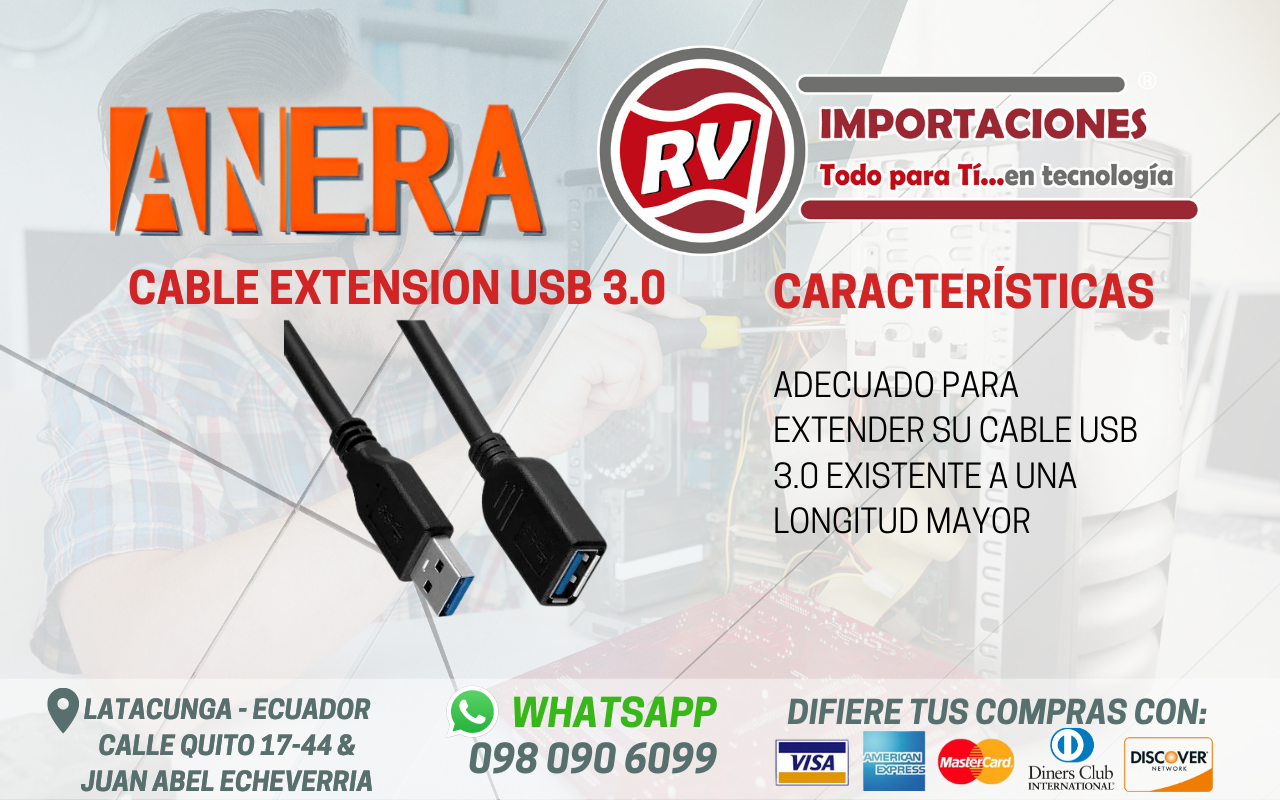 ANERA
RV
IMPORTACIONES
®
Todo para Tí...en tecnología
CABLE EXTENSION USB 3.0
CARACTERÍSTICAS
ADECUADO PARA
EXTENDER SU CABLE USB
3.0 EXISTENTE A UNA
LONGITUD MAYOR
LATACUNGA - ECUADOR
CALLE QUITO 17-44 &
JUAN ABEL ECHEVERRIA
WHATSAPP
098 090 6099
DIFIERE TUS COMPRAS CON:
VISA
AMERICAN
EXPRESS
MasterCard
Diners Club
INTERNATIONAL
DISCOVER
NETWORK